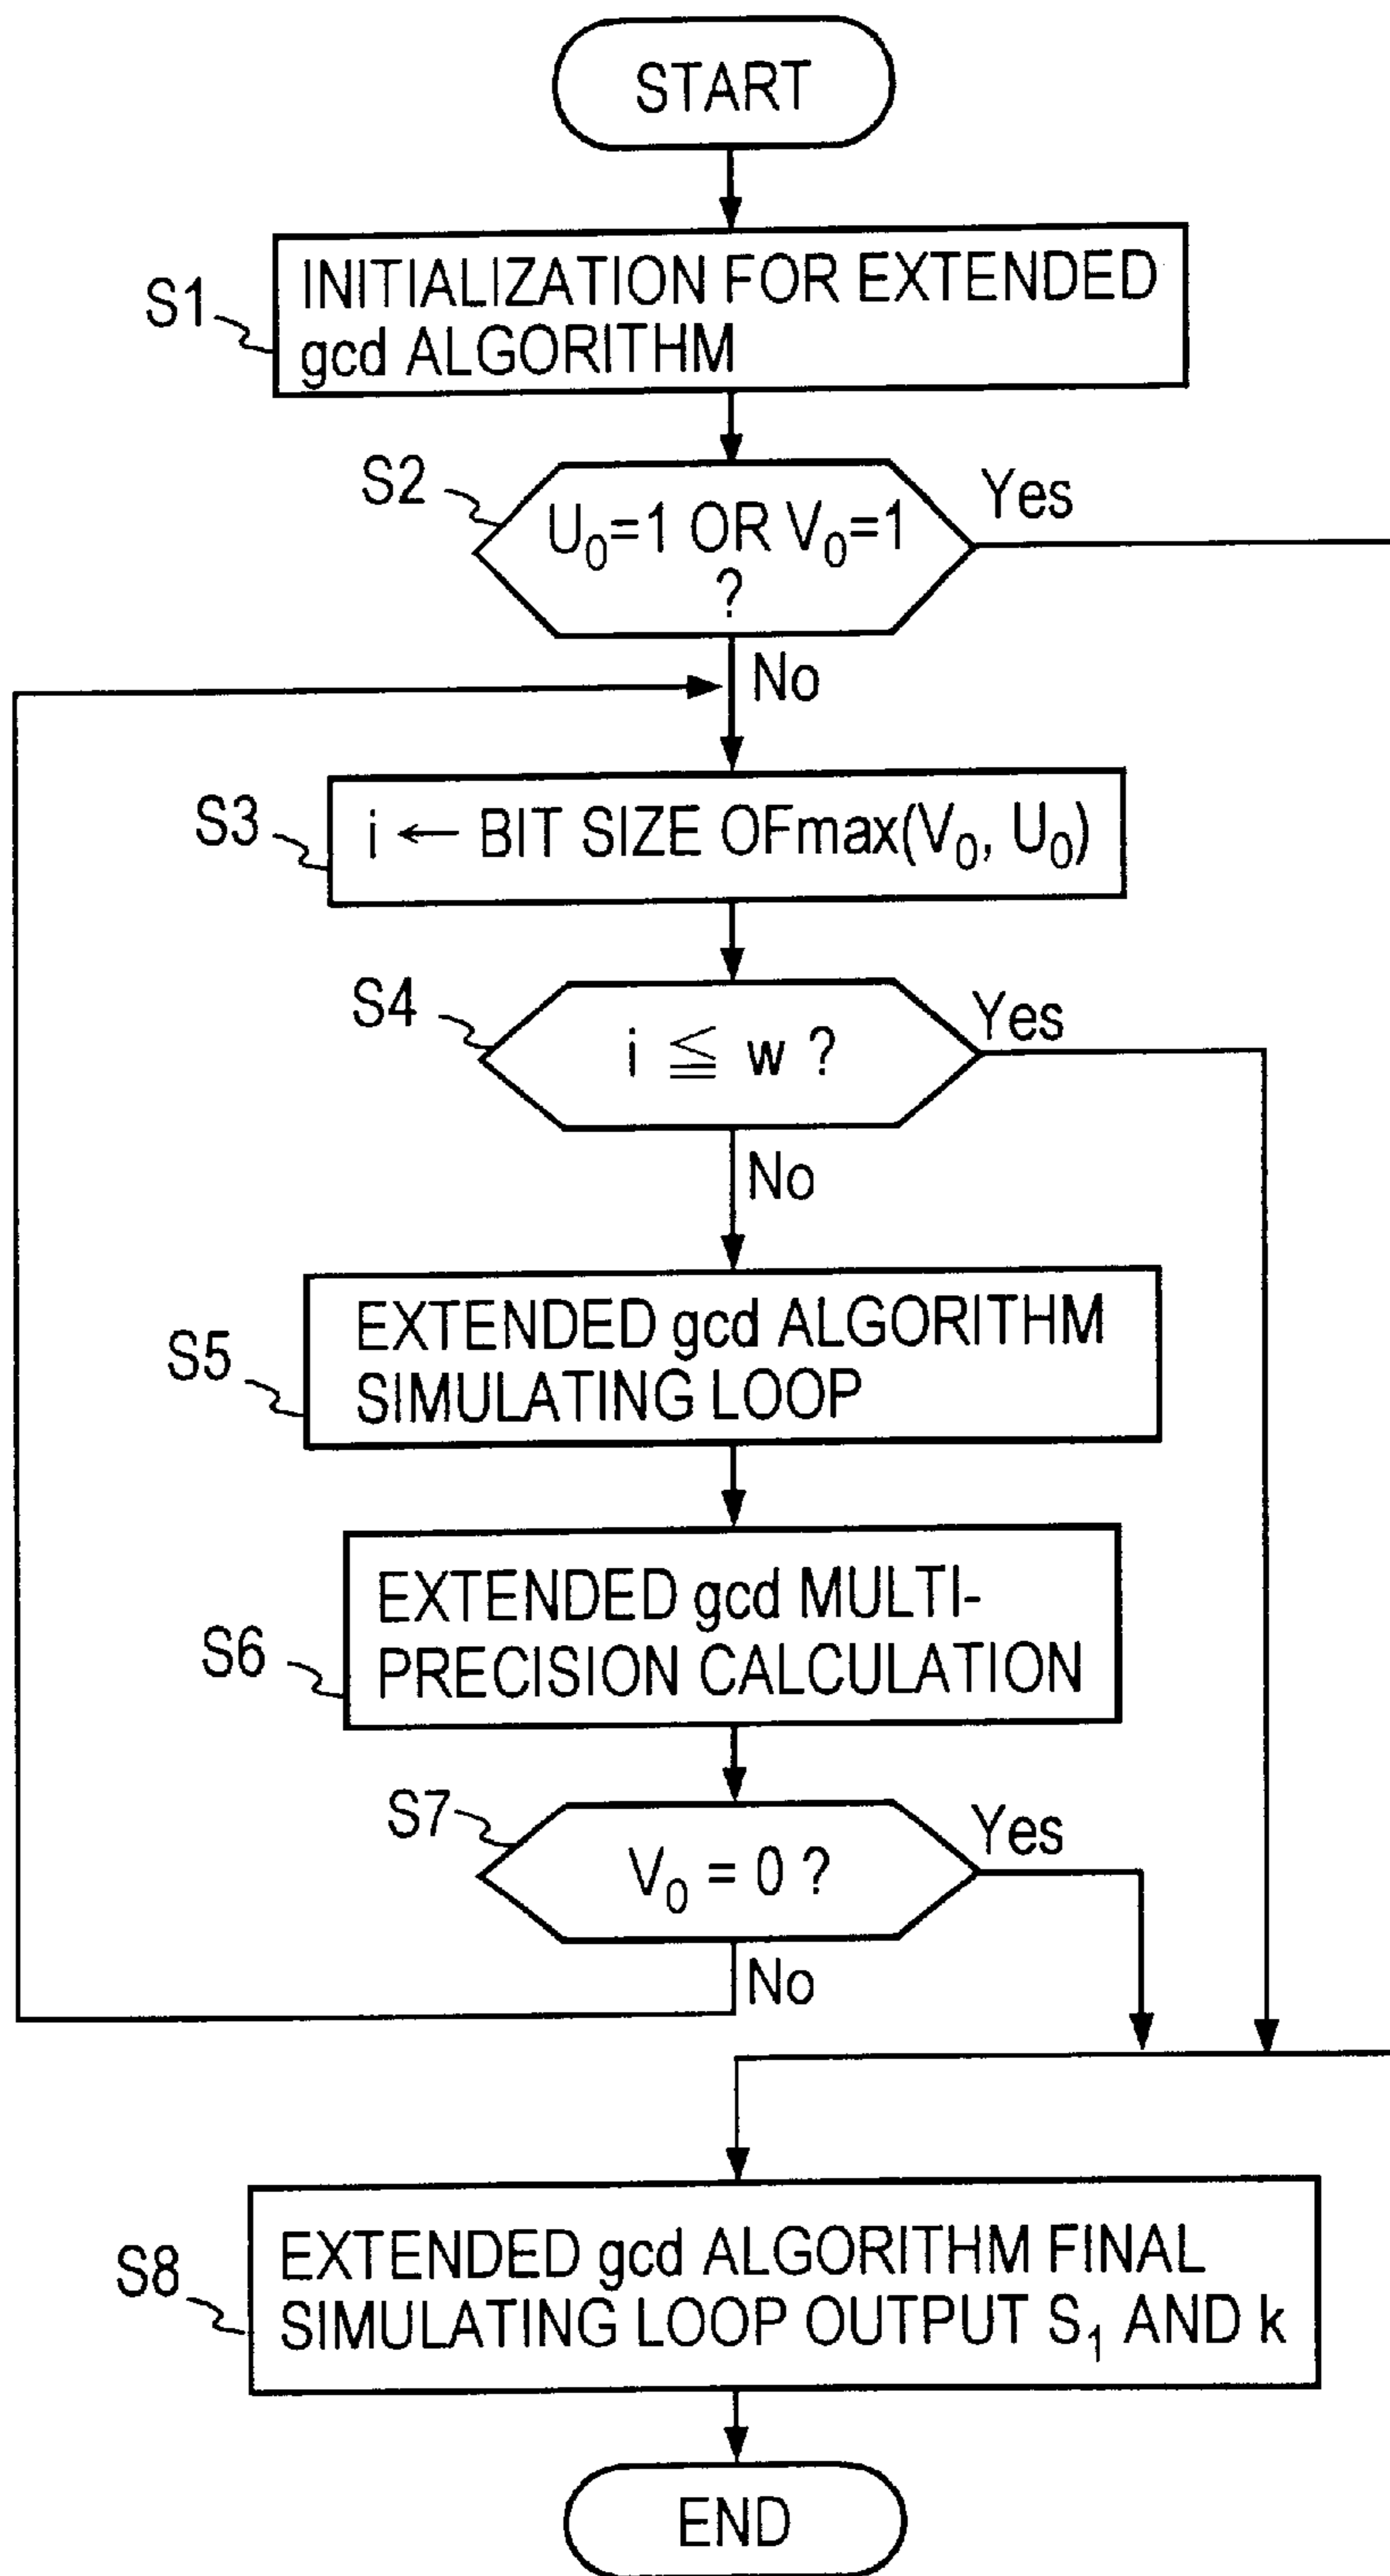 START
S1
INITIALIZATION FOR EXTENDED
gcd ALGORITHM
S2
U₀=1 OR V₀=1
?
Yes
No
S3
i ← BIT SIZE OFmax(V₀, U₀)
S4
i ≦ w ?
Yes
No
S5
EXTENDED gcd ALGORITHM
SIMULATING LOOP
S6
EXTENDED gcd MULTI-
PRECISION CALCULATION
S7
V₀ = 0 ?
Yes
No
S8
EXTENDED gcd ALGORITHM FINAL
SIMULATING LOOP OUTPUT S₁ AND k
END